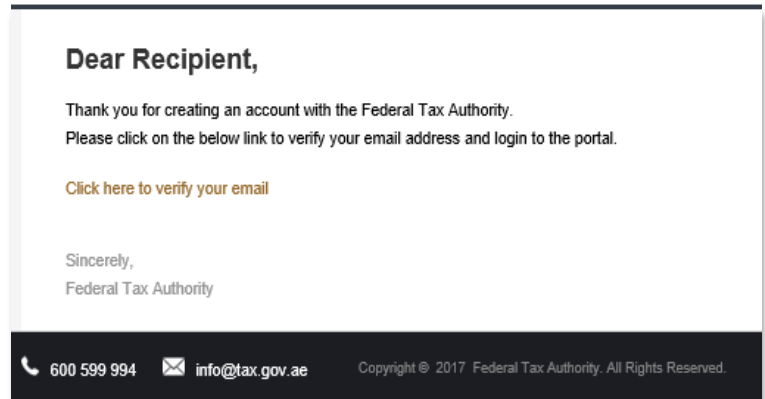 Dear Recipient,
Thank you for creating an account with the Federal Tax Authority.
Please click on the below link to verify your email address and login to the portal.
Click here to verify your email
Sincerely,
Federal Tax Authority
600 599 994 info@tax.gov.ae Copyright © 2017 Federal Tax Authority. All Rights Reserved.